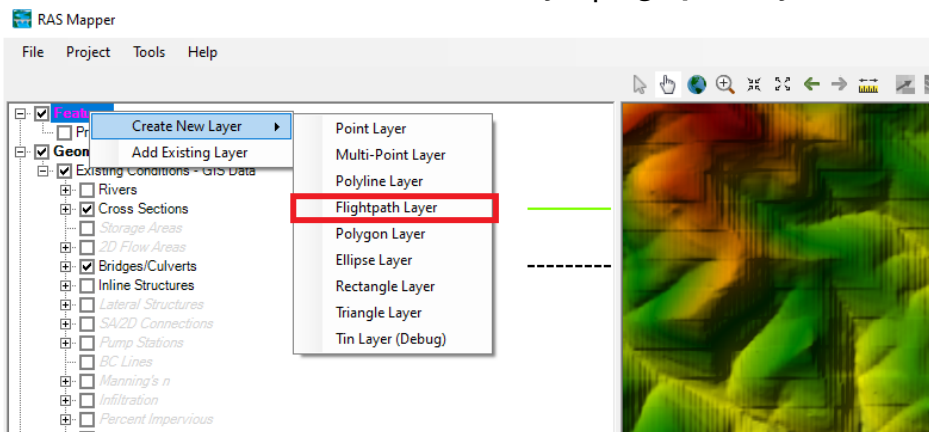 RAS Mapper
File Project Tools Help
Create New Layer
Add Existing Layer
Point Layer
Multi-Point Layer
Polyline Layer
Flightpath Layer
Polygon Layer
Ellipse Layer
Rectangle Layer
Triangle Layer
Tin Layer (Debug)
Existing Conditions - GIS Data
Rivers
Cross Sections
Storage Areas
2D Flow Areas
Bridges/Culverts
Inline Structures
Lateral Structures
SA/2D Connections
Pump Stations
BC Lines
Manning's n
Infiltration
Percent Impervious